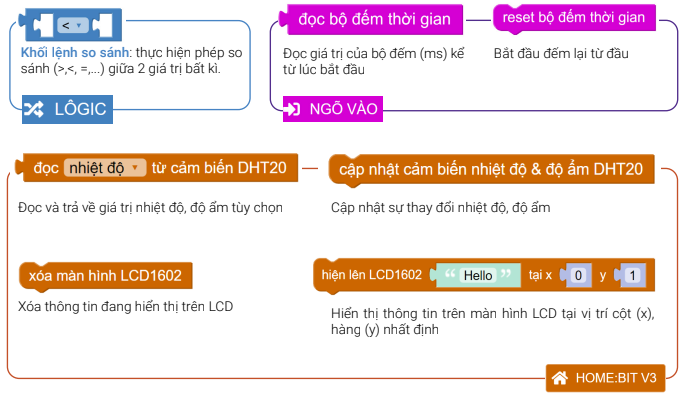 <
Khối lệnh so sánh: thực hiện phép so
sánh (>,<, =,...) giữa 2 giá trị bất kì.
LÔGIC
đọc bộ đếm thời gian
Đọc giá trị của bộ đếm (ms) kể
từ lúc bắt đầu
reset bộ đếm thời gian
Bắt đầu đếm lại từ đầu
NGÕ VÀO
đọc nhiệt độ từ cảm biến DHT20
Đọc và trả về giá trị nhiệt độ, độ ẩm tùy chọn
cập nhật cảm biến nhiệt độ & độ ẩm DHT20
Cập nhật sự thay đổi nhiệt độ, độ ẩm
xóa màn hình LCD1602
Xóa thông tin đang hiển thị trên LCD
hiện lên LCD1602 “ Hello ” tại x 0 y 1
Hiển thị thông tin trên màn hình LCD tại vị trí cột (x),
hàng (y) nhất định
HOME:BIT V3